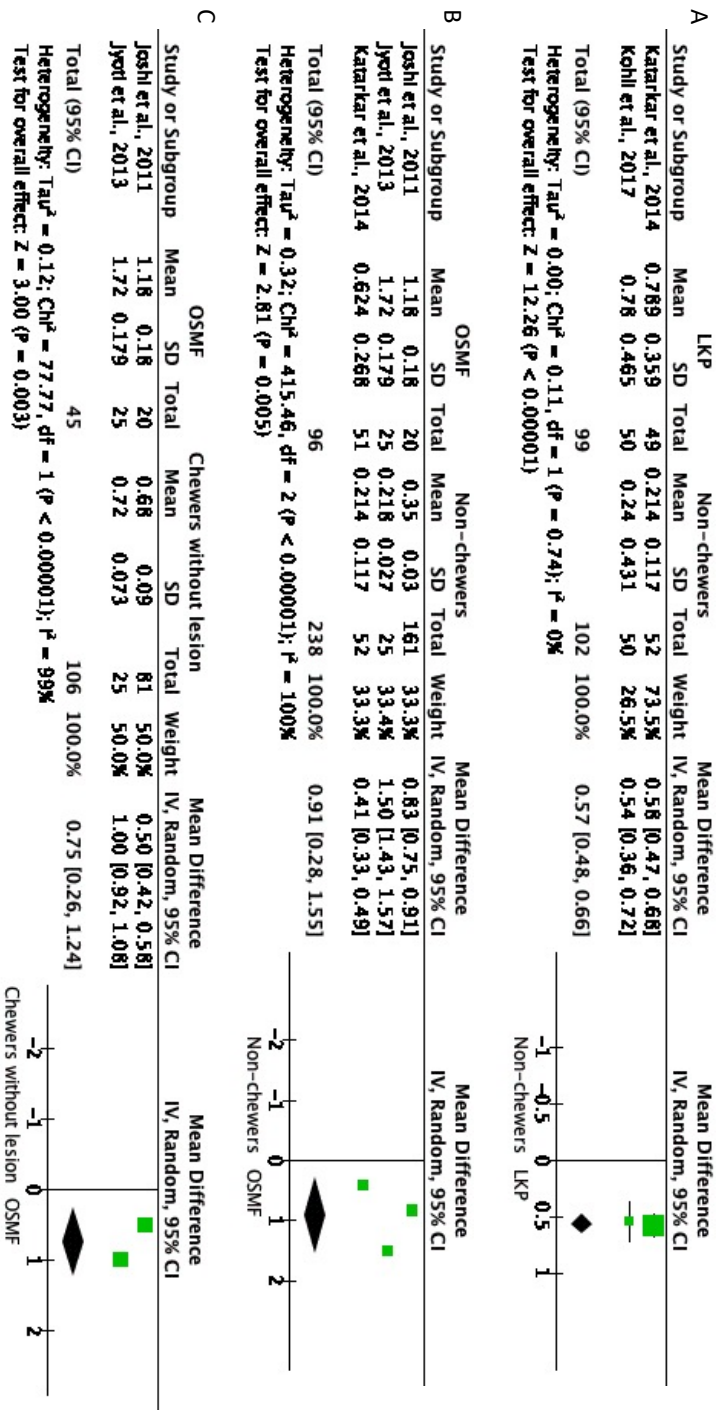 A
LKP Non-chewers Mean Difference Mean Difference
Study or Subgroup Mean SD Total Mean SD Total Weight IV, Random, 95% CI IV, Random, 95% CI
Katarkar et al., 2014 0.789 0.359 49 0.214 0.117 52 73.5% 0.58 [0.47, 0.68]
Kohli et al., 2017 0.78 0.465 50 0.24 0.431 50 26.5% 0.54 [0.36, 0.72]
Total (95% CI) 99 102 100.0% 0.57 [0.48, 0.66]
Heterogeneity: Tau² = 0.00; Chi² = 0.11, df = 1 (P = 0.74); I² = 0%
Test for overall effect: Z = 12.26 (P < 0.00001)
-1 -0.5 0 0.5 1
Non-chewers LKP
B
OSMF Non-chewers Mean Difference Mean Difference
Study or Subgroup Mean SD Total Mean SD Total Weight IV, Random, 95% CI IV, Random, 95% CI
Joshi et al., 2011 1.18 0.18 20 0.35 0.03 161 33.3% 0.83 [0.75, 0.91]
Jyoti et al., 2013 1.72 0.179 25 0.218 0.027 25 33.4% 1.50 [1.43, 1.57]
Katarkar et al., 2014 0.624 0.268 51 0.214 0.117 52 33.3% 0.41 [0.33, 0.49]
Total (95% CI) 96 238 100.0% 0.91 [0.28, 1.55]
Heterogeneity: Tau² = 0.32; Chi² = 415.46, df = 2 (P < 0.00001); I² = 100%
Test for overall effect: Z = 2.81 (P = 0.005)
-2 -1 0 1 2
Non-chewers OSMF
C
OSMF Chewers without lesion Mean Difference Mean Difference
Study or Subgroup Mean SD Total Mean SD Total Weight IV, Random, 95% CI IV, Random, 95% CI
Joshi et al., 2011 1.18 0.18 20 0.68 0.09 81 50.0% 0.50 [0.42, 0.58]
Jyoti et al., 2013 1.72 0.179 25 0.72 0.073 25 50.0% 1.00 [0.92, 1.08]
Total (95% CI) 45 106 100.0% 0.75 [0.26, 1.24]
Heterogeneity: Tau² = 0.12; Chi² = 77.77, df = 1 (P < 0.00001); I² = 99%
Test for overall effect: Z = 3.00 (P = 0.003)
-2 -1 0 1 2
Chewers without lesion OSMF